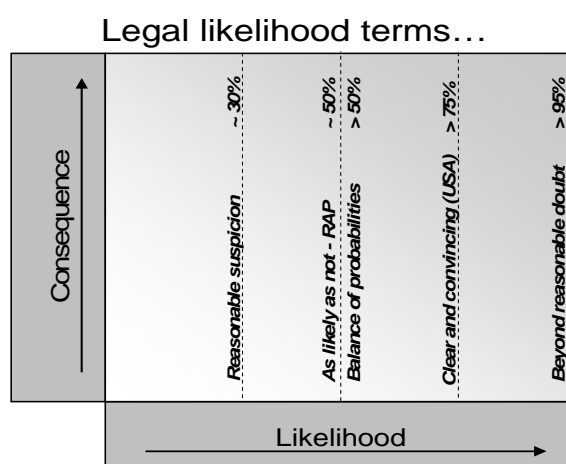 Legal likelihood terms…
Consequence
Reasonable suspicion ~ 30%
As likely as not - RAP ~ 50%
Balance of probabilities > 50%
Clear and convincing (USA) > 75%
Beyond reasonable doubt > 95%
Likelihood